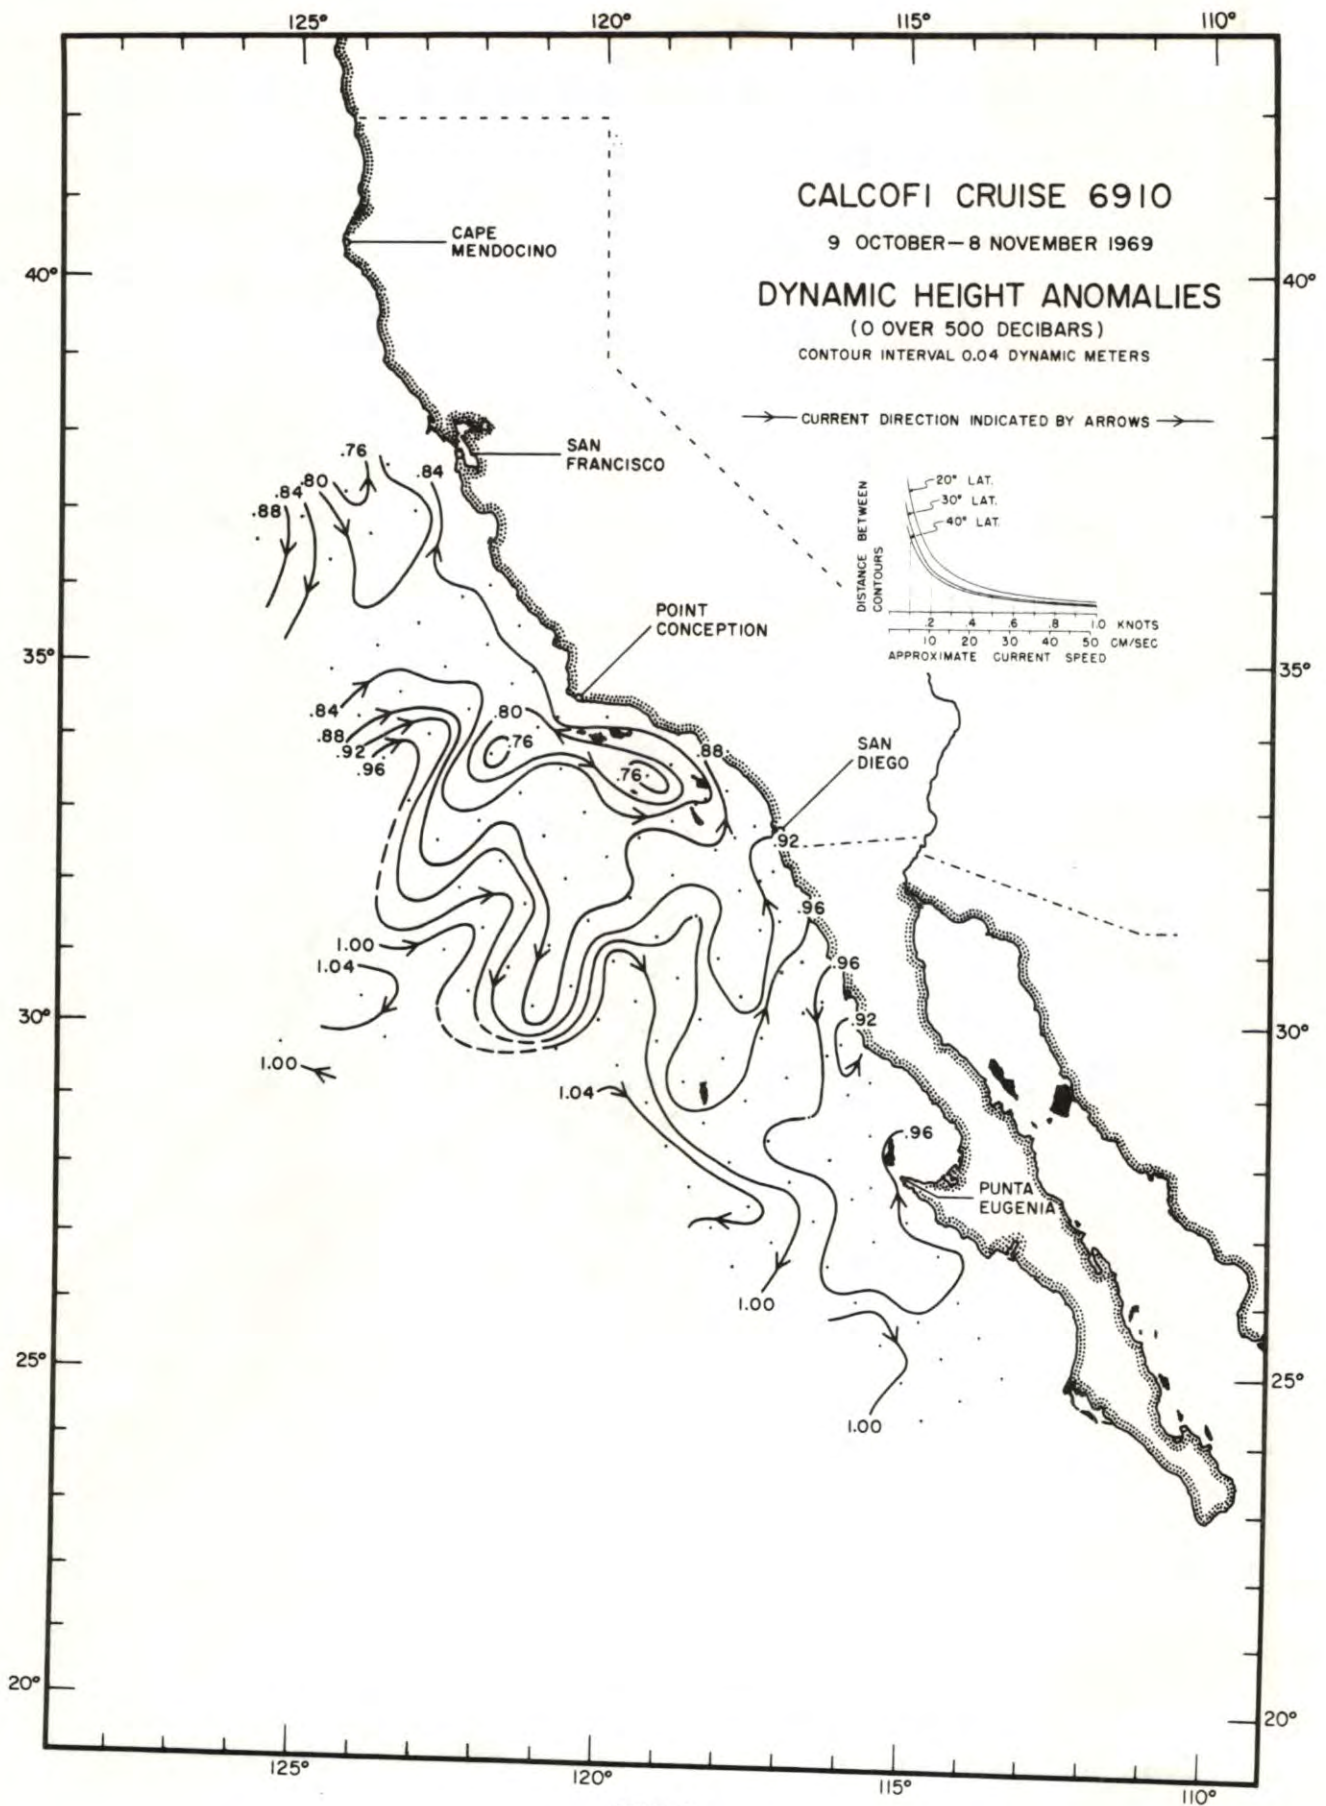 125°
120°
115°
110°
CALCOFI CRUISE 6910
9 OCTOBER—8 NOVEMBER 1969
DYNAMIC HEIGHT ANOMALIES
(0 OVER 500 DECIBARS)
CONTOUR INTERVAL 0.04 DYNAMIC METERS
CURRENT DIRECTION INDICATED BY ARROWS
CAPE
MENDOCINO
40°
40°
SAN
FRANCISCO
.76
.80
.84
.88
.84
20° LAT.
30° LAT.
40° LAT.
DISTANCE BETWEEN
CONTOURS
.2 .4 .6 .8 1.0 KNOTS
10 20 30 40 50 CM/SEC
APPROXIMATE CURRENT SPEED
POINT
CONCEPTION
35°
35°
.84
.88
.92
.96
.80
.76
.76
.88
SAN
DIEGO
.92
.96
.96
.92
1.00
1.04
30°
30°
1.00
1.04
.96
PUNTA
EUGENIA
1.00
25°
25°
1.00
20°
20°
125°
120°
115°
110°